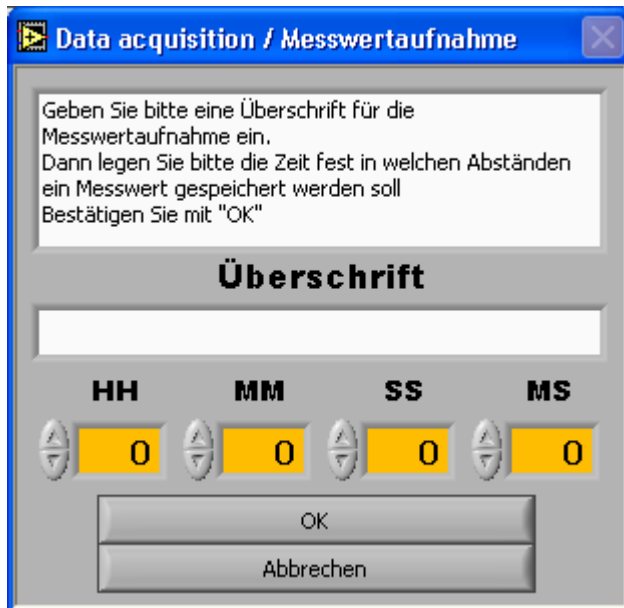 Data acquisition / Messwertaufnahme
Geben Sie bitte eine Überschrift für die
Messwertaufnahme ein.
Dann legen Sie bitte die Zeit fest in welchen Abständen
ein Messwert gespeichert werden soll
Bestätigen Sie mit "OK"
Überschrift
HH MM SS MS
0 0 0 0
OK
Abbrechen